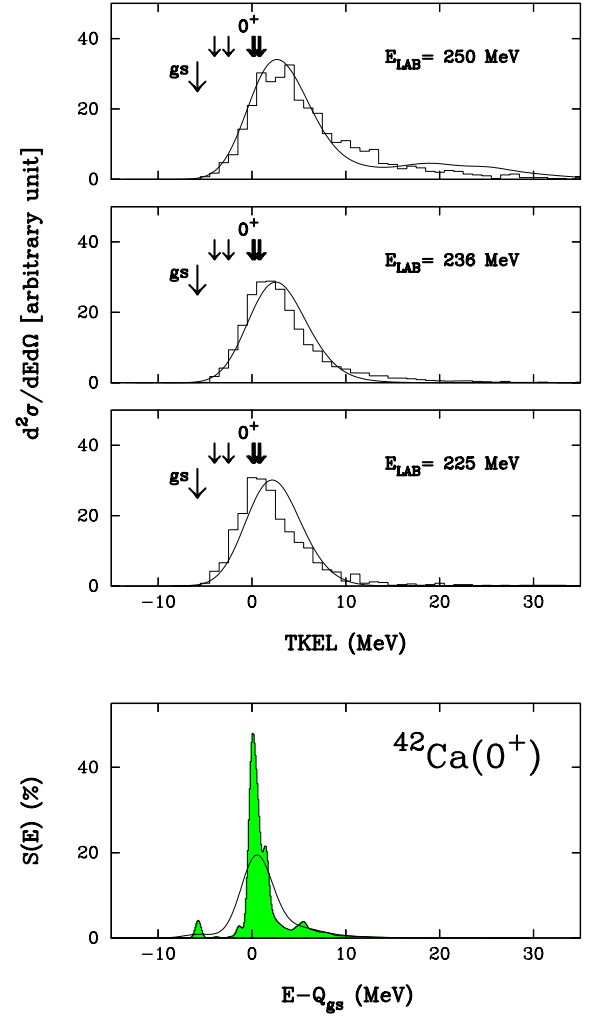 0⁺
gs
E_LAB= 250 MeV
40
20
0
0⁺
gs
E_LAB= 236 MeV
40
20
0
d²σ/dEdΩ [arbitrary unit]
0⁺
gs
E_LAB= 225 MeV
40
20
0
−10 0 10 20 30
TKEL (MeV)
⁴²Ca(0⁺)
40
20
0
S(E) (%)
−10 0 10 20 30
E−Q_gs (MeV)